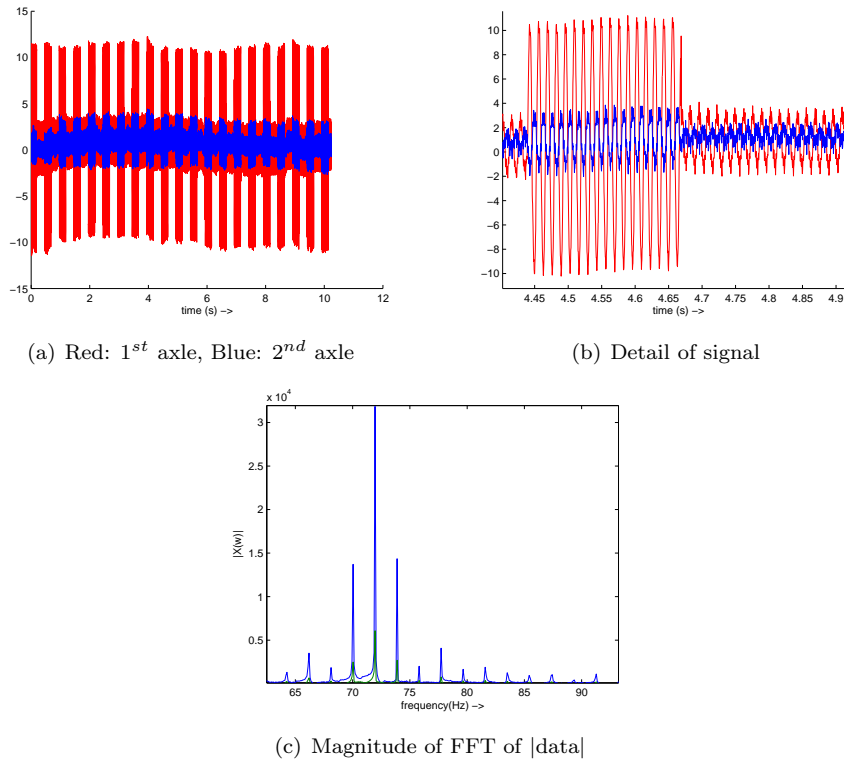 15
10
5
0
−5
−10
−15
0 2 4 6 8 10 12
time (s) −>
(a) Red: 1st axle, Blue: 2nd axle
10
8
6
4
2
0
−2
−4
−6
−8
−10
4.45 4.5 4.55 4.6 4.65 4.7 4.75 4.8 4.85 4.9
time (s) −>
(b) Detail of signal
x 10^4
3
2.5
2
1.5
1
0.5
|X(w)|
65 70 75 80 85 90
frequency(Hz) −>
(c) Magnitude of FFT of |data|